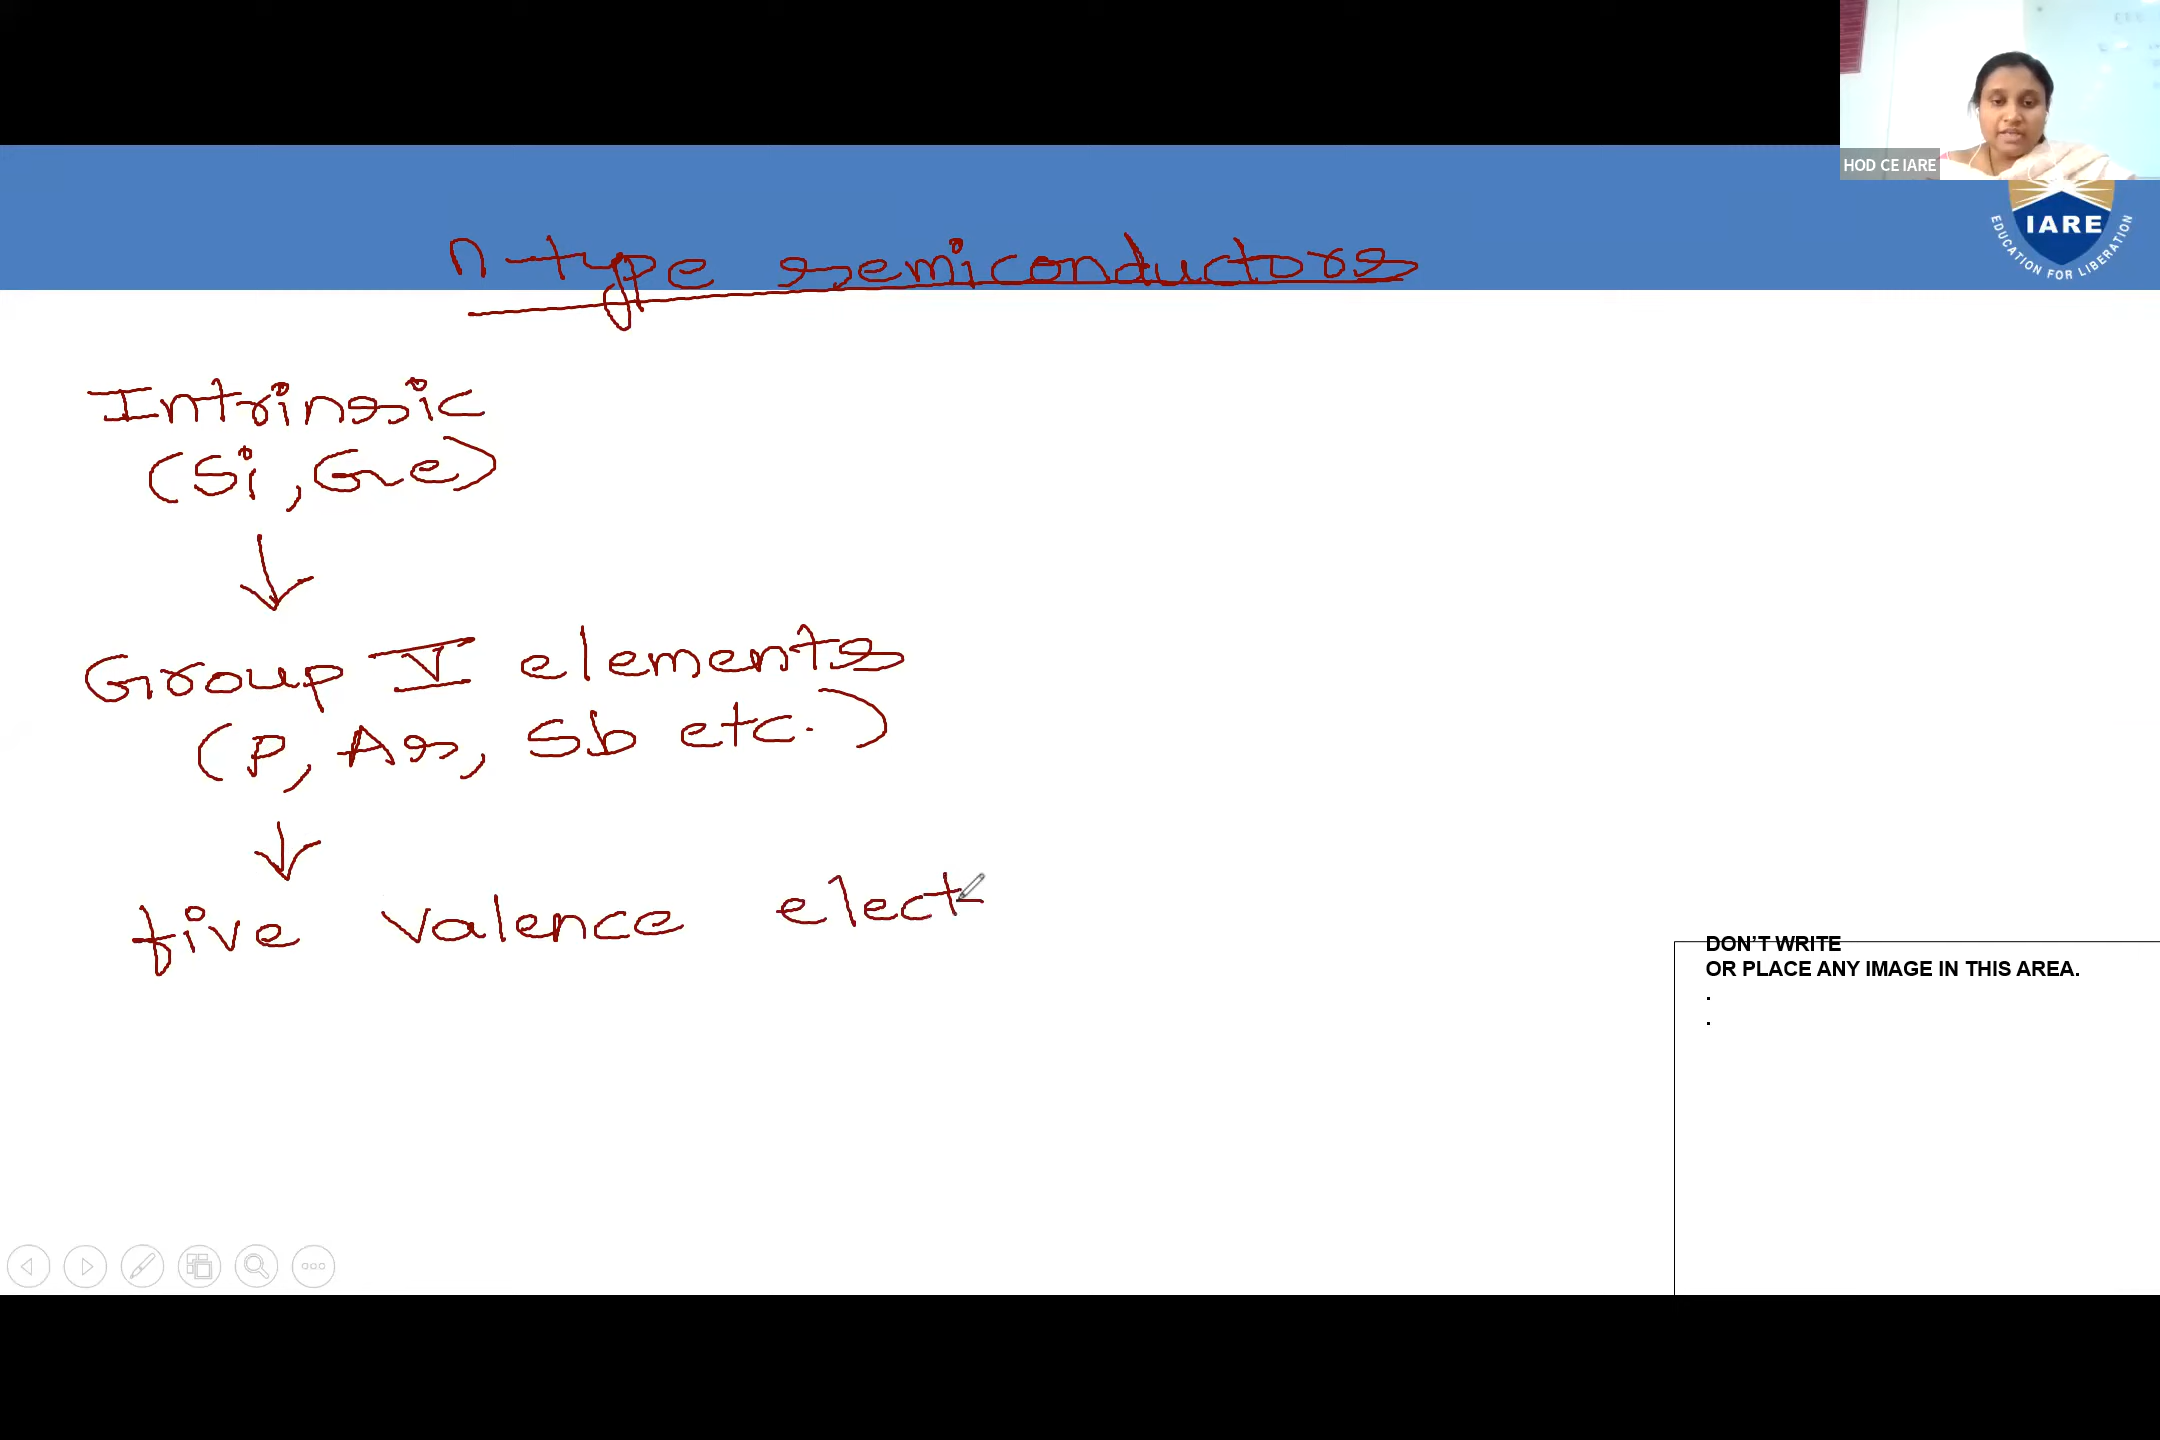 HOD CE IARE
IARE
EDUCATION FOR LIBERATION
n-type semiconductors
Intrinsic
(Si, Ge)
Group V elements
(P, As, Sb etc.)
five valence elect
DON'T WRITE
OR PLACE ANY IMAGE IN THIS AREA.
.
.